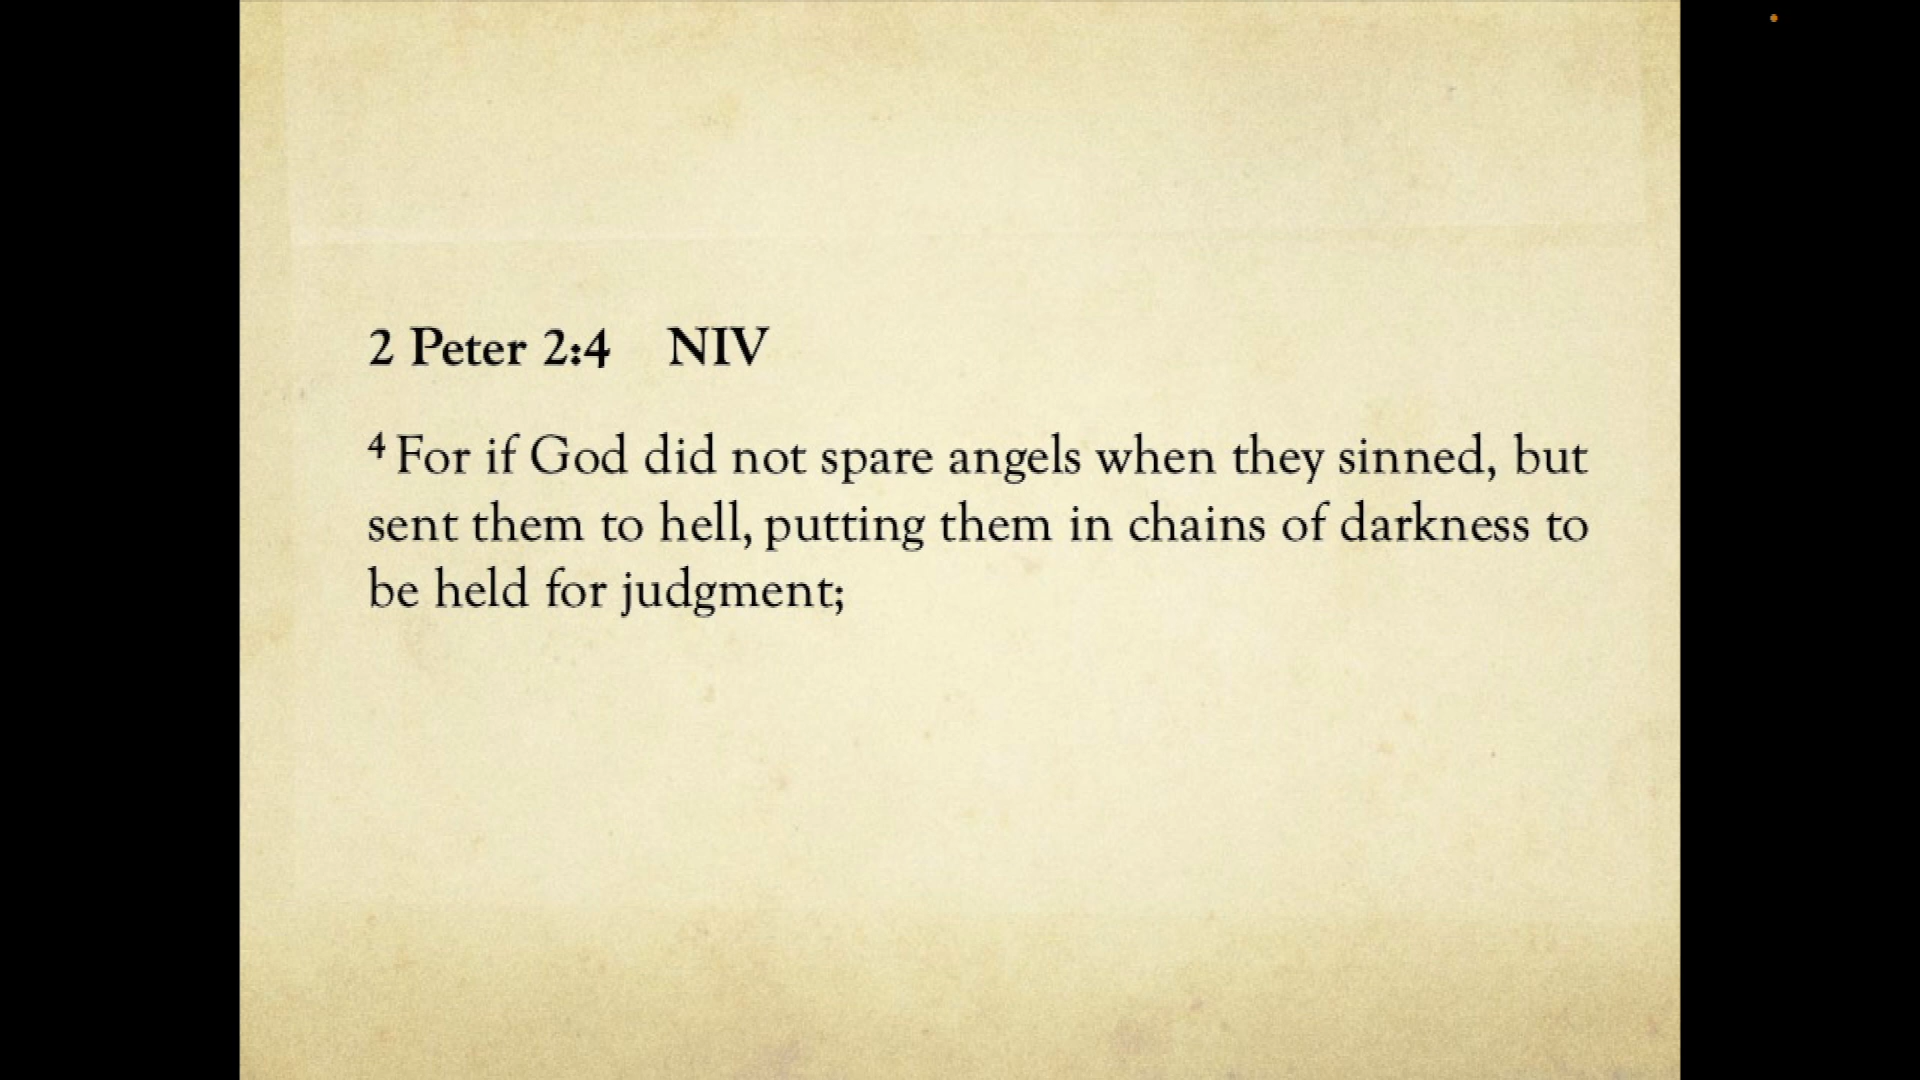 2 Peter 2:4 NIV
4 For if God did not spare angels when they sinned, but
sent them to hell, putting them in chains of darkness to
be held for judgment;